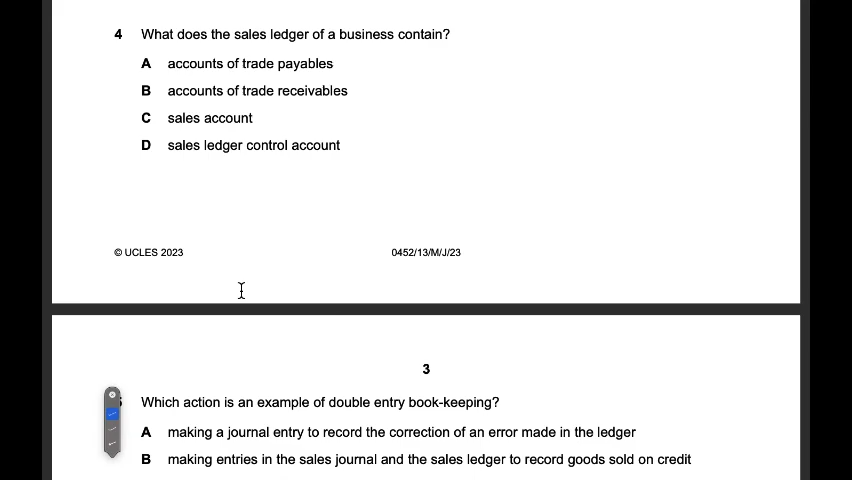 4 What does the sales ledger of a business contain?
A accounts of trade payables
B accounts of trade receivables
C sales account
D sales ledger control account
© UCLES 2023 0452/13/M/J/23
3
Which action is an example of double entry book-keeping?
A making a journal entry to record the correction of an error made in the ledger
B making entries in the sales journal and the sales ledger to record goods sold on credit